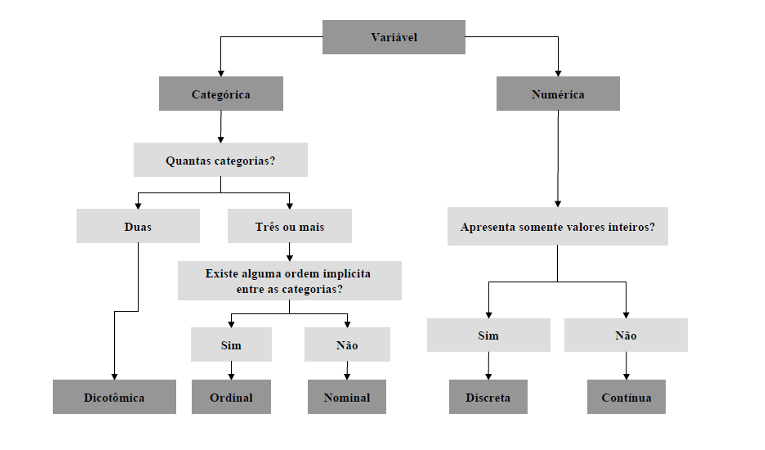 Variável
Categórica
Numérica
Quantas categorias?
Duas
Três ou mais
Apresenta somente valores inteiros?
Existe alguma ordem implícita
entre as categorias?
Sim
Não
Sim
Não
Dicotômica
Ordinal
Nominal
Discreta
Contínua